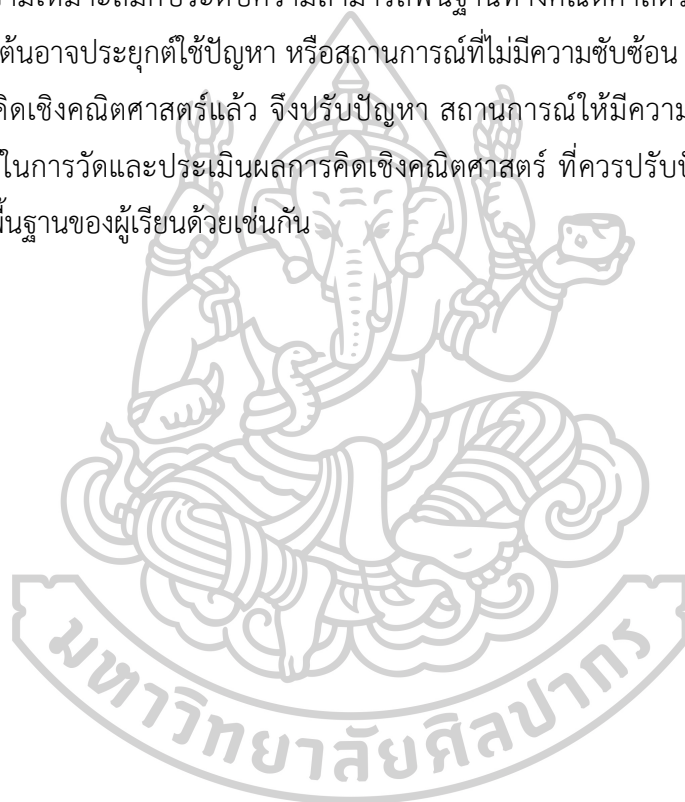 ามเหมาะสมกับระดับความสามารถพื้นฐานทางคณิตศาสตร
ต้นอาจประยุกต์ใช้ปัญหา หรือสถานการณ์ที่ไม่มีความซับซ้อน
คิดเชิงคณิตศาสตร์แล้ว จึงปรับปัญหา สถานการณ์ให้มีความ
ในการวัดและประเมินผลการคิดเชิงคณิตศาสตร์ ที่ควรปรับ
พื้นฐานของผู้เรียนด้วยเช่นกัน
มหาวิทยาลัยศิลปากร